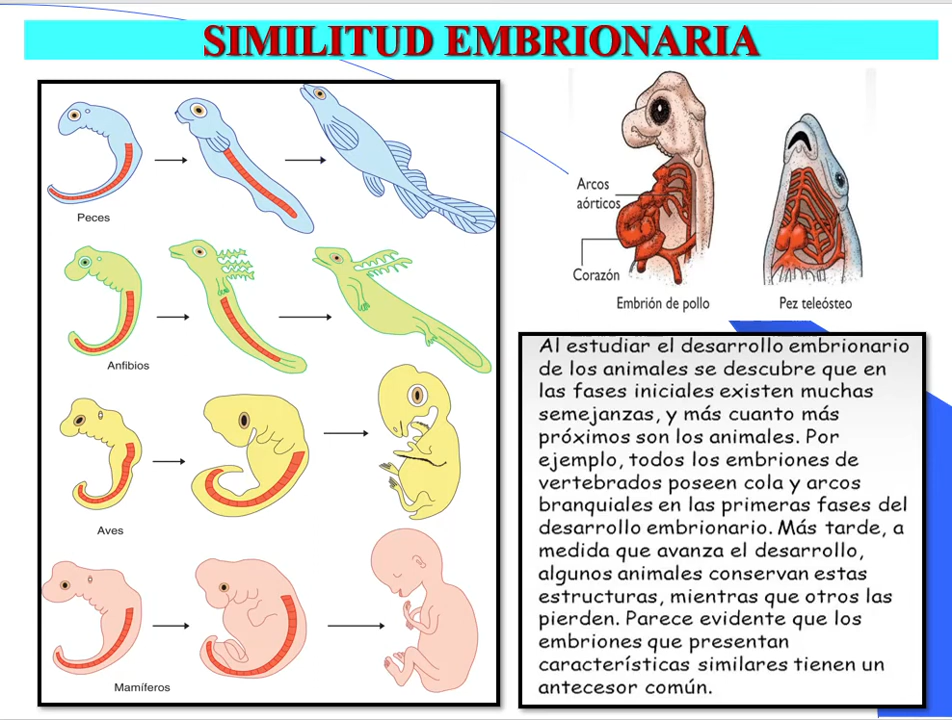 SIMILITUD EMBRIONARIA
Peces
Anfibios
Aves
Mamíferos
Arcos
aórticos
Corazón
Embrión de pollo
Pez teleósteo
Al estudiar el desarrollo embrionario
de los animales se descubre que en
las fases iniciales existen muchas
semejanzas, y más cuanto más
próximos son los animales. Por
ejemplo, todos los embriones de
vertebrados poseen cola y arcos
branquiales en las primeras fases del
desarrollo embrionario. Más tarde, a
medida que avanza el desarrollo,
algunos animales conservan estas
estructuras, mientras que otros las
pierden. Parece evidente que los
embriones que presentan
características similares tienen un
antecesor común.